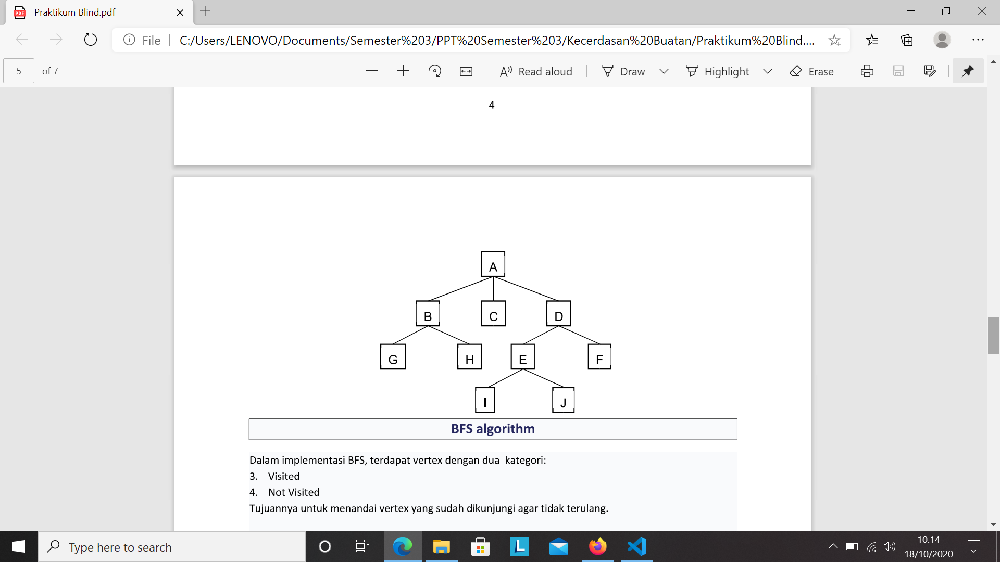 Praktikum Blind.pdf
File
C:/Users/LENOVO/Documents/Semester%203/PPT%20Semester%203/Kecerdasan%20Buatan/Praktikum%20Blind....
5 of 7
Read aloud
Draw
Highlight
Erase
4
A
B C D
G H E F
I J
BFS algorithm
Dalam implementasi BFS, terdapat vertex dengan dua kategori:
3. Visited
4. Not Visited
Tujuannya untuk menandai vertex yang sudah dikunjungi agar tidak terulang.
Type here to search
10.14
18/10/2020